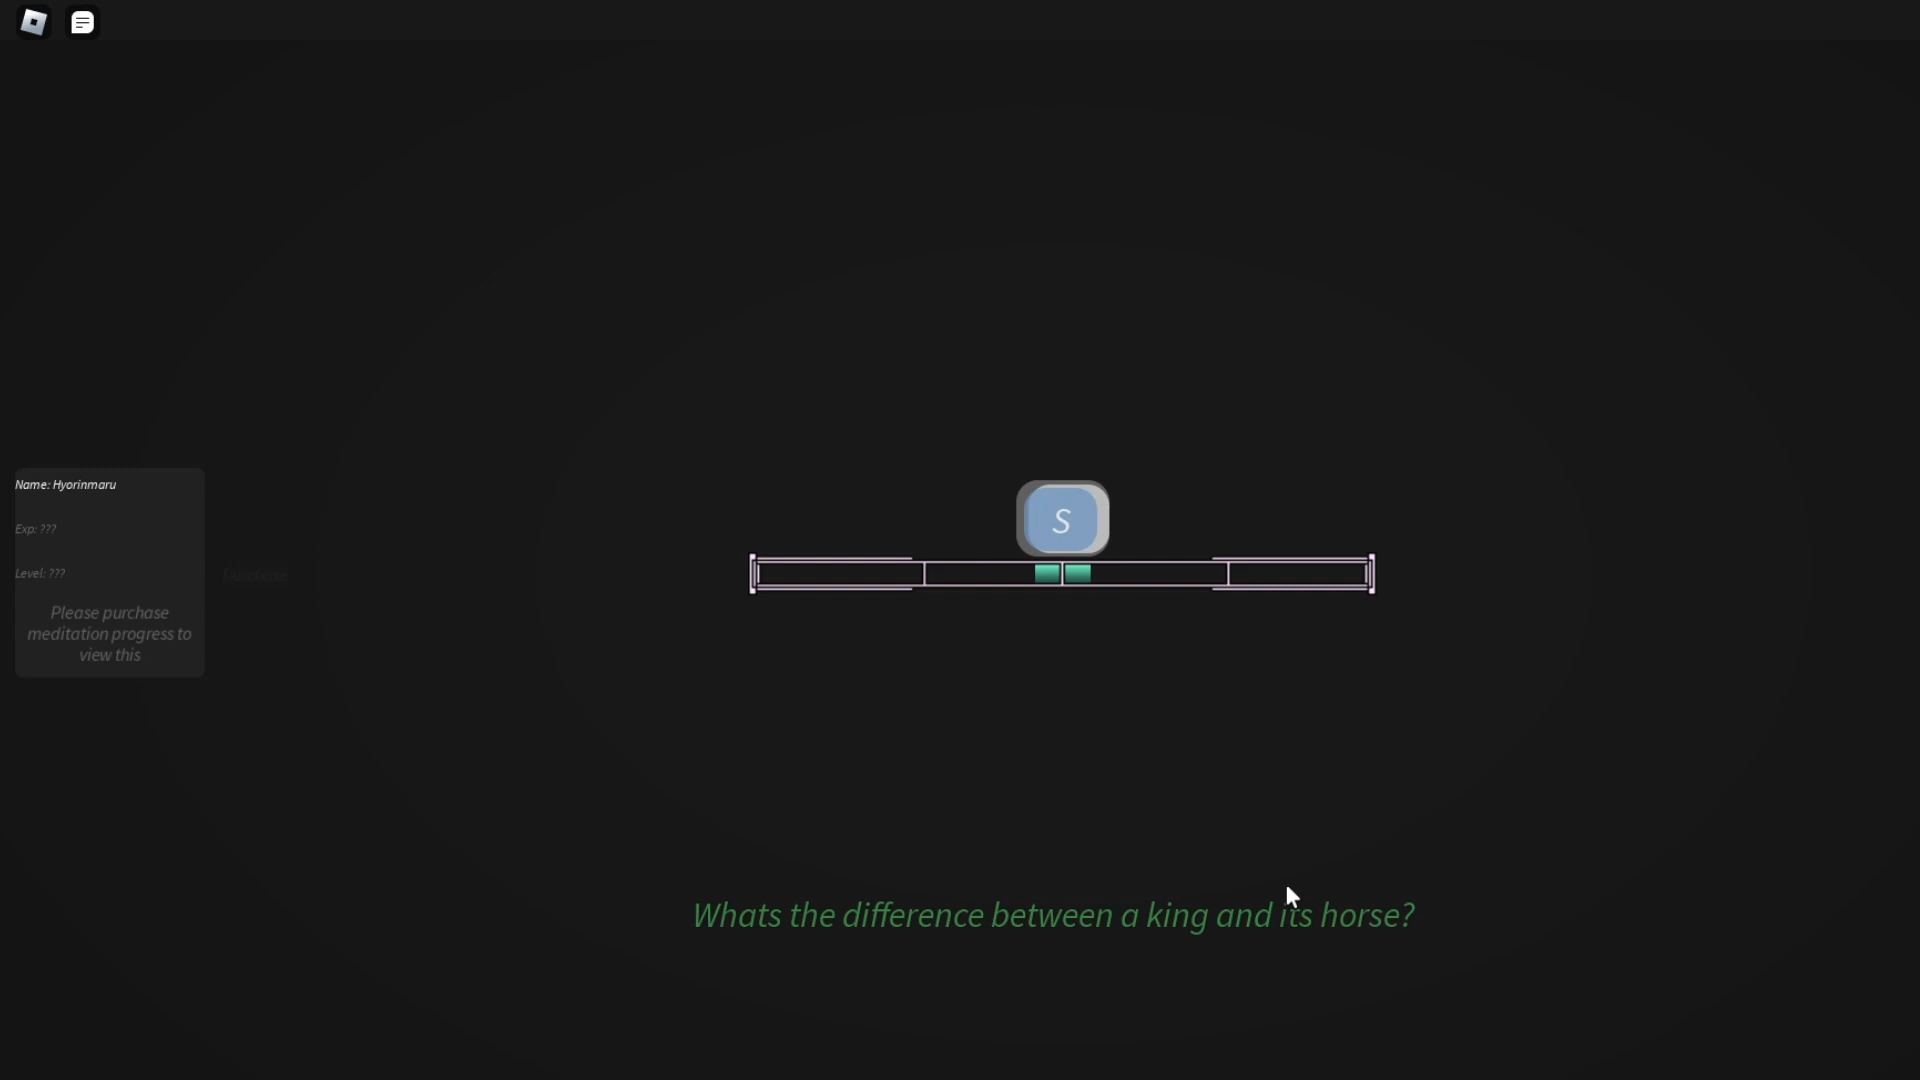 Name: Hyorinmaru
Exp: ???
Level: ???
Please purchase
meditation progress to
view this
S
Whats the difference between a king and its horse?